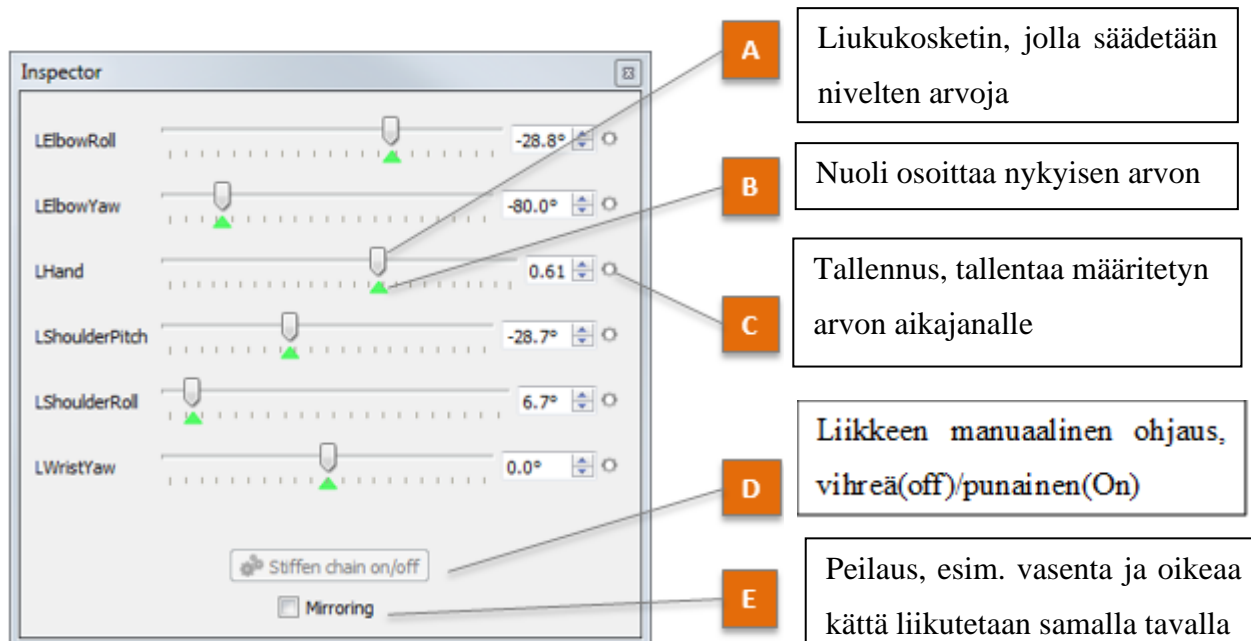 Inspector
LElbowRoll
-28.8°
LElbowYaw
-80.0°
LHand
0.61
LShoulderPitch
-28.7°
LShoulderRoll
6.7°
LWristYaw
0.0°
Stiffen chain on/off
Mirroring
A
Liukukosketin, jolla säädetään
nivelten arvoja
B
Nuoli osoittaa nykyisen arvon
C
Tallennus, tallentaa määritetyn
arvon aikajanalle
D
Liikkeen manuaalinen ohjaus,
vihreä(off)/punainen(On)
E
Peilaus, esim. vasenta ja oikeaa
kättä liikutetaan samalla tavalla